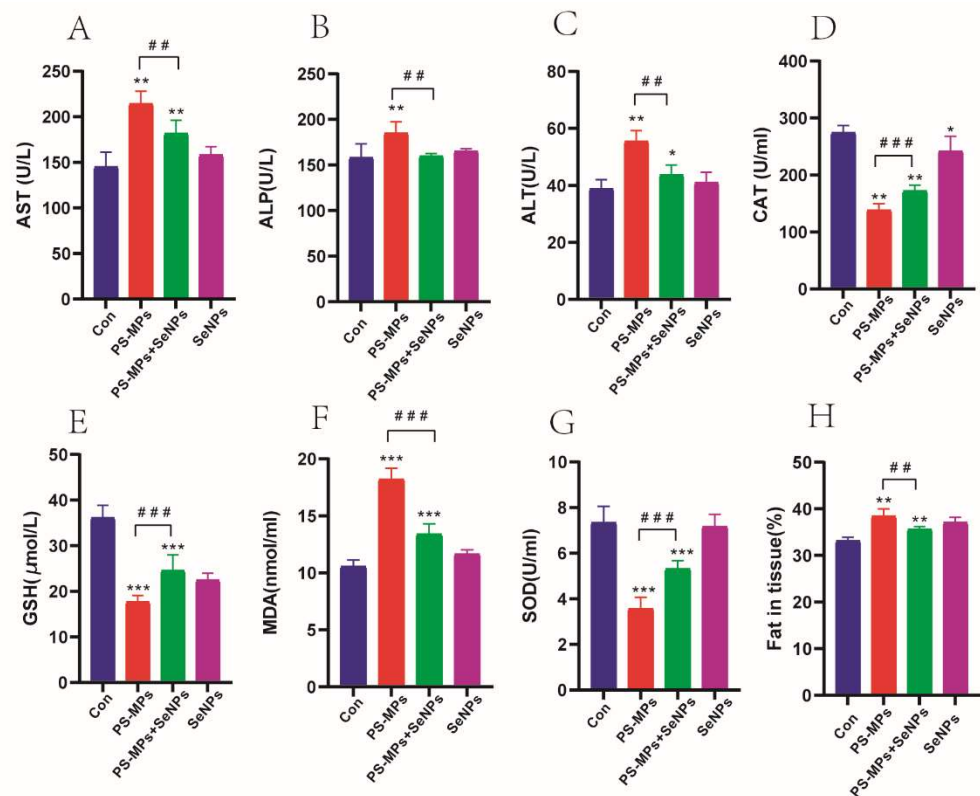 A
AST (U/L)
250
200
150
100
50
0
**
# #
**
Con
PS-MPs
PS-MPs+SeNPs
SeNPs
B
ALP(U/L)
250
200
150
100
50
0
**
# #
Con
PS-MPs
PS-MPs+SeNPs
SeNPs
C
ALT(U/L)
80
60
40
20
0
**
# #
*
Con
PS-MPs
PS-MPs+SeNPs
SeNPs
D
CAT (U/ml)
400
300
200
100
0
**
# # #
**
*
Con
PS-MPs
PS-MPs+SeNPs
SeNPs
E
GSH( μmol/L)
50
40
30
20
10
0
***
# # #
***
Con
PS-MPs
PS-MPs+SeNPs
SeNPs
F
MDA(nmol/ml)
20
15
10
5
0
***
# # #
***
Con
PS-MPs
PS-MPs+SeNPs
SeNPs
G
SOD(U/ml)
10
8
6
4
2
0
***
# # #
***
Con
PS-MPs
PS-MPs+SeNPs
SeNPs
H
Fat in tissue(%)
50
40
30
20
10
0
**
# #
**
Con
PS-MPs
PS-MPs+SeNPs
SeNPs